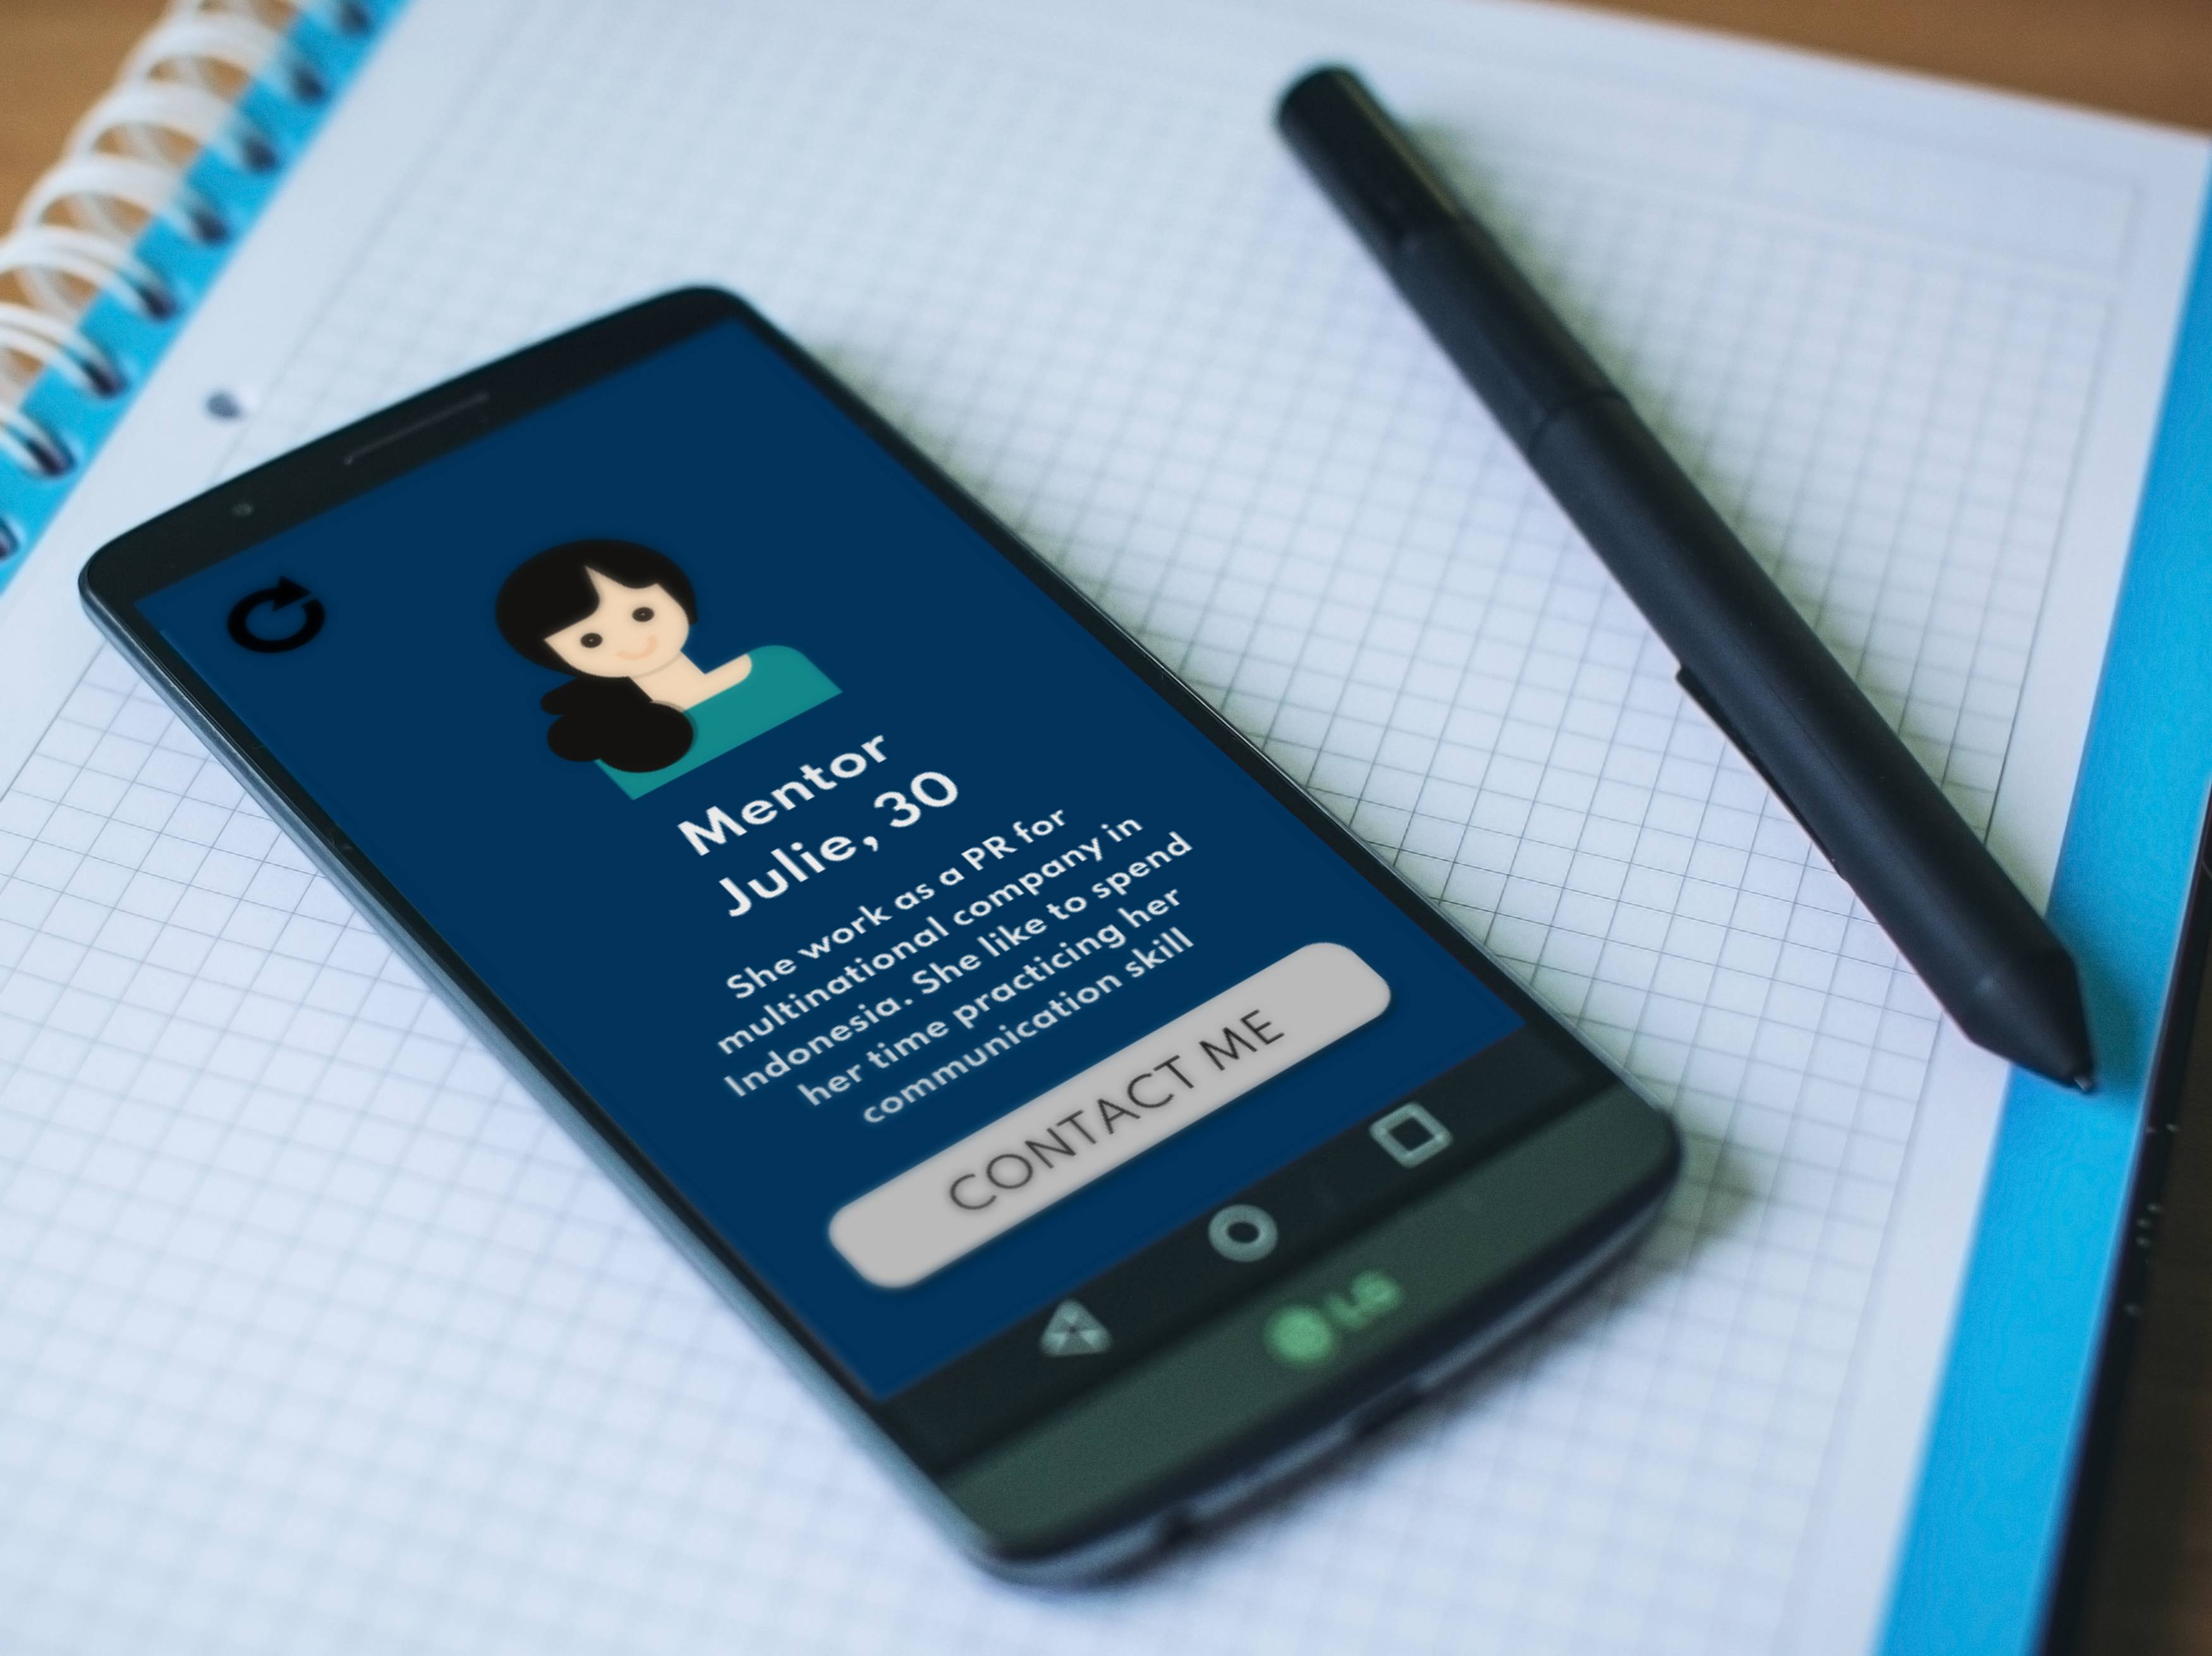 Mentor
Julie, 30
She work as a PR for
multinational company in
Indonesia. She like to spend
her time practicing her
communication skill
CONTACT ME
LG